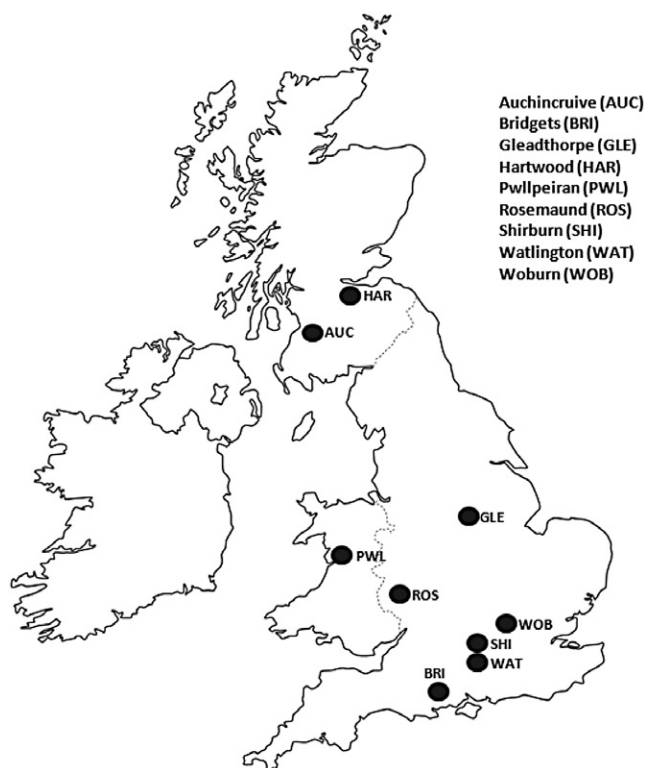 Auchincruive (AUC)
Bridgets (BRI)
Gleadthorpe (GLE)
Hartwood (HAR)
Pwllpeiran (PWL)
Rosemaund (ROS)
Shirburn (SHI)
Watlington (WAT)
Woburn (WOB)
HAR
AUC
GLE
PWL
ROS
WOB
SHI
WAT
BRI